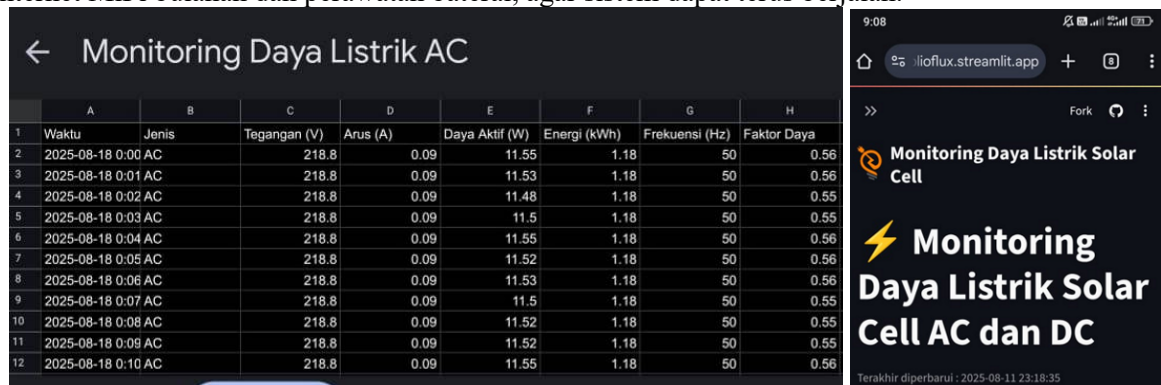 ← Monitoring Daya Listrik AC
A B C D E F G H
1 Waktu Jenis Tegangan (V) Arus (A) Daya Aktif (W) Energi (kWh) Frekuensi (Hz) Faktor Daya
2 2025-08-18 0:00 AC 218.8 0.09 11.55 1.18 50 0.56
3 2025-08-18 0:01 AC 218.8 0.09 11.53 1.18 50 0.56
4 2025-08-18 0:02 AC 218.8 0.09 11.48 1.18 50 0.55
5 2025-08-18 0:03 AC 218.8 0.09 11.5 1.18 50 0.55
6 2025-08-18 0:04 AC 218.8 0.09 11.55 1.18 50 0.56
7 2025-08-18 0:05 AC 218.8 0.09 11.52 1.18 50 0.56
8 2025-08-18 0:06 AC 218.8 0.09 11.53 1.18 50 0.56
9 2025-08-18 0:07 AC 218.8 0.09 11.5 1.18 50 0.55
10 2025-08-18 0:08 AC 218.8 0.09 11.52 1.18 50 0.55
11 2025-08-18 0:09 AC 218.8 0.09 11.52 1.18 50 0.55
12 2025-08-18 0:10 AC 218.8 0.09 11.55 1.18 50 0.56
9:08 71
lioflux.streamlit.app + 8
>> Fork
Monitoring Daya Listrik Solar
Cell
⚡ Monitoring
Daya Listrik Solar
Cell AC dan DC
Terakhir diperbarui : 2025-08-11 23:18:35